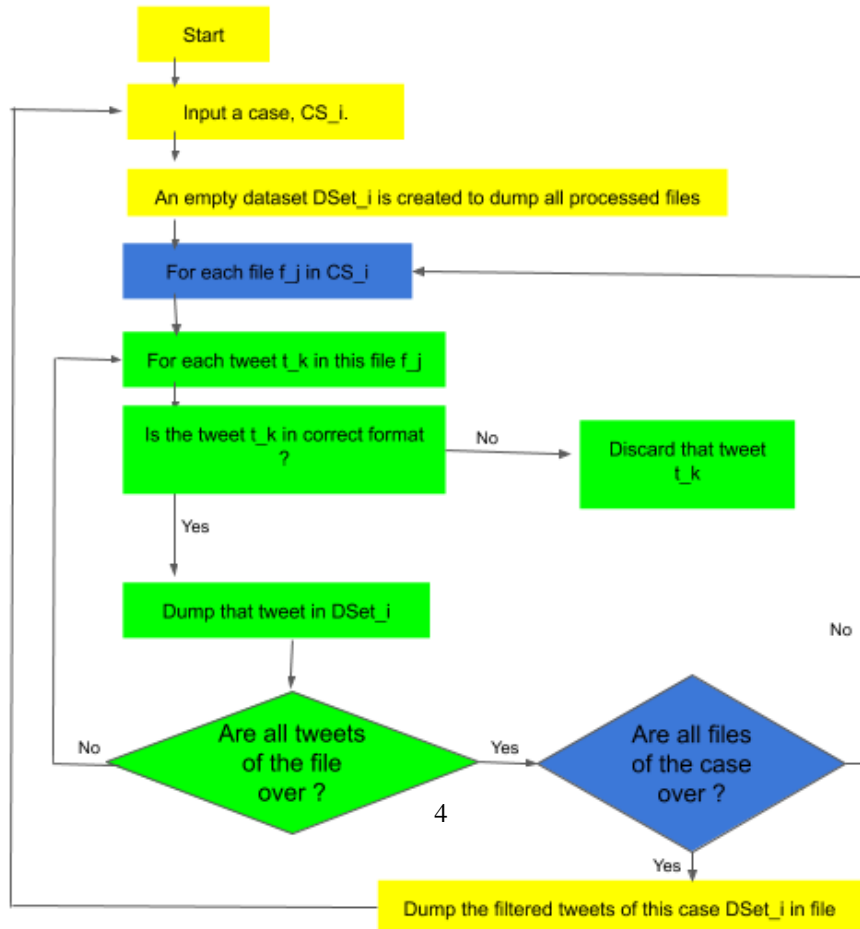 Start
Input a case, CS_i.
An empty dataset DSet_i is created to dump all processed files
For each file f_j in CS_i
For each tweet t_k in this file f_j
Is the tweet t_k in correct format
?
No
Discard that tweet
t_k
Yes
Dump that tweet in DSet_i
No
Are all tweets
of the file
over ?
No
Yes
Are all files
of the case
over ?
4
Yes
Dump the filtered tweets of this case DSet_i in file